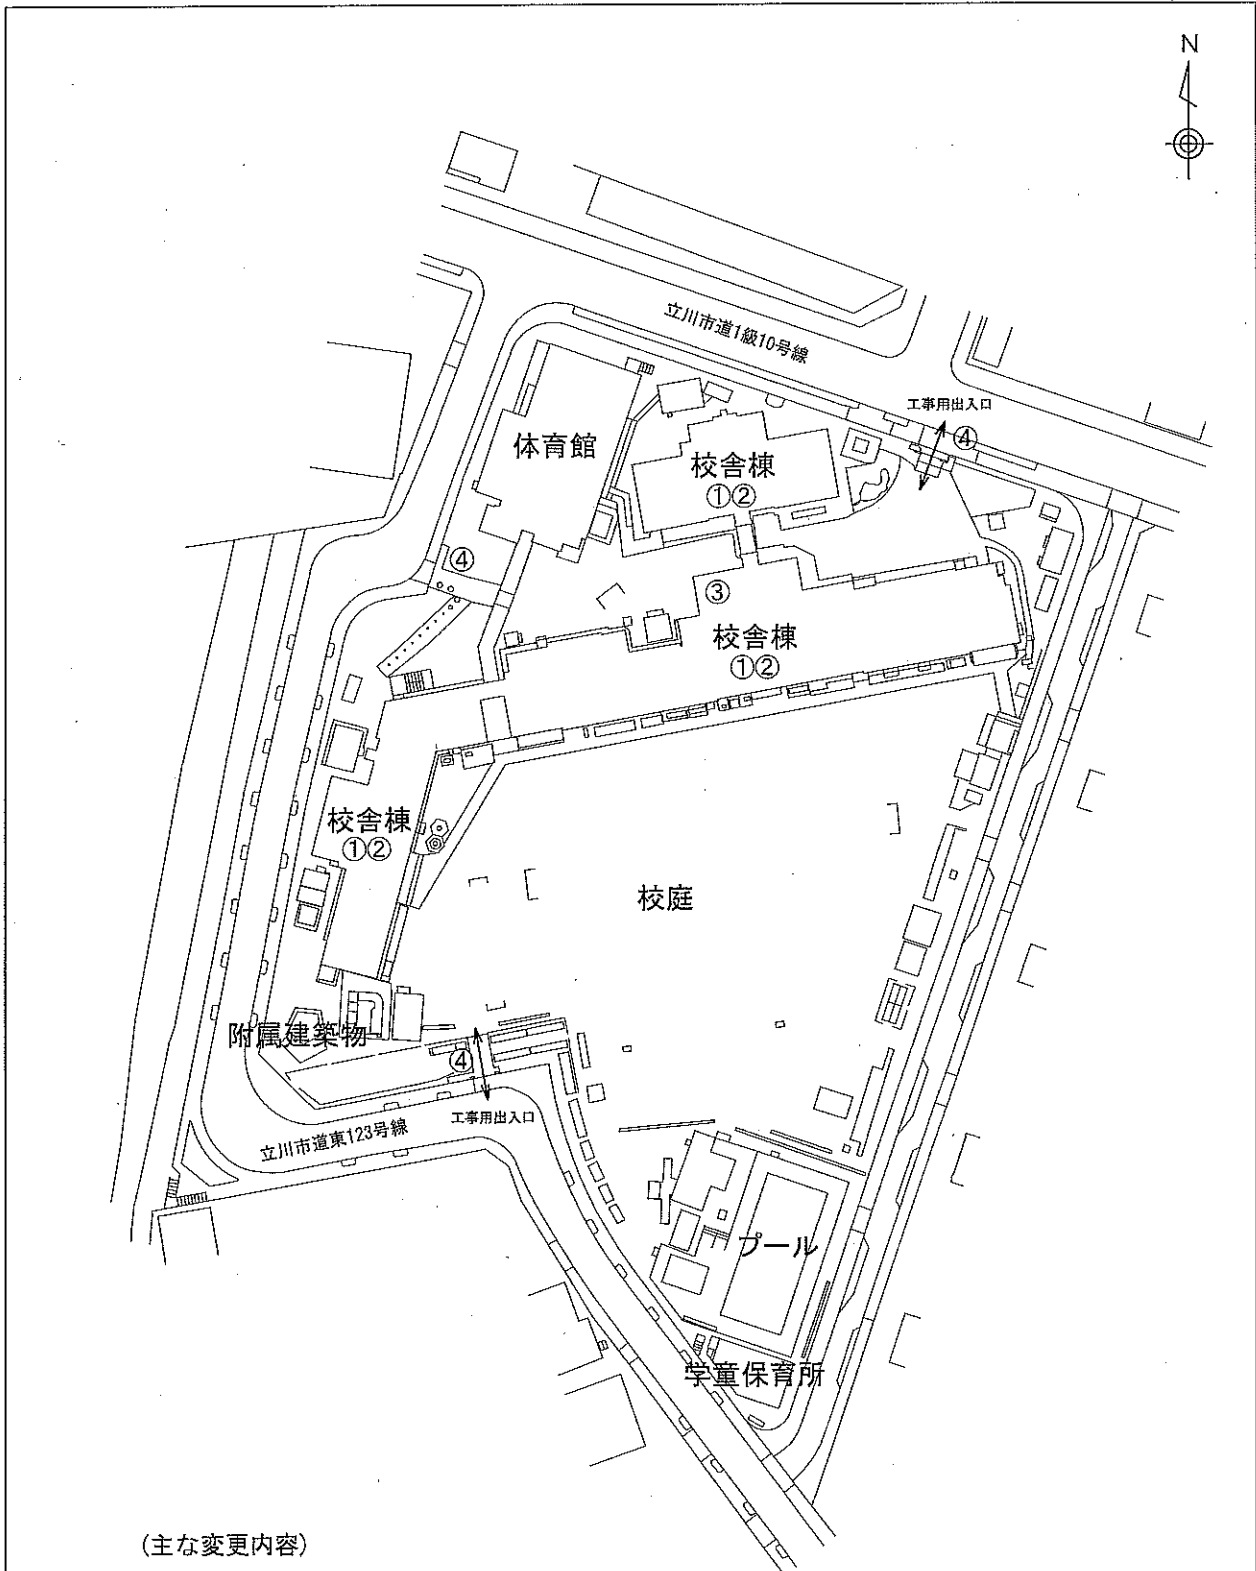 N
立川市道1級10号線
工事用出入口
④
体育館
校舎棟
①②
④
③
校舎棟
①②
校舎棟
①②
校庭
附属建築物
④
工事用出入口
立川市道東123号線
プール
学童保育所
(主な変更内容)